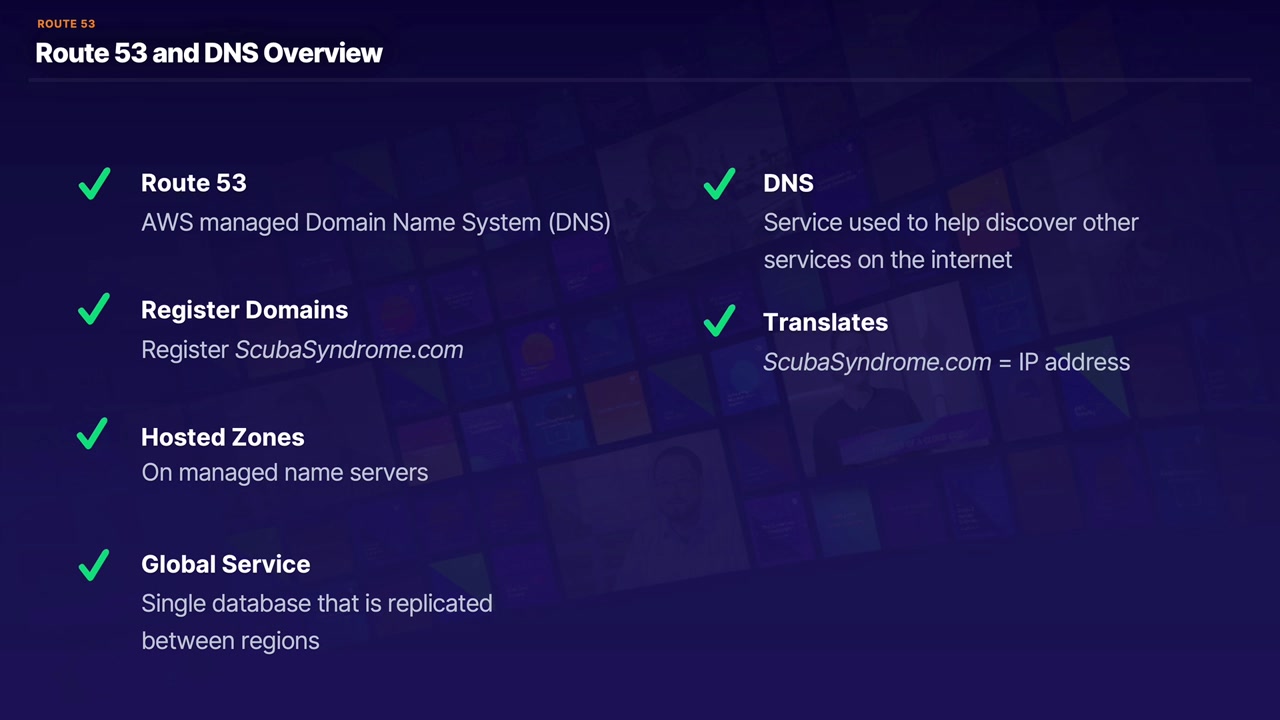 ROUTE 53
Route 53 and DNS Overview
Route 53
AWS managed Domain Name System (DNS)
Register Domains
Register ScubaSyndrome.com
Hosted Zones
On managed name servers
Global Service
Single database that is replicated
between regions
DNS
Service used to help discover other
services on the internet
Translates
ScubaSyndrome.com = IP address